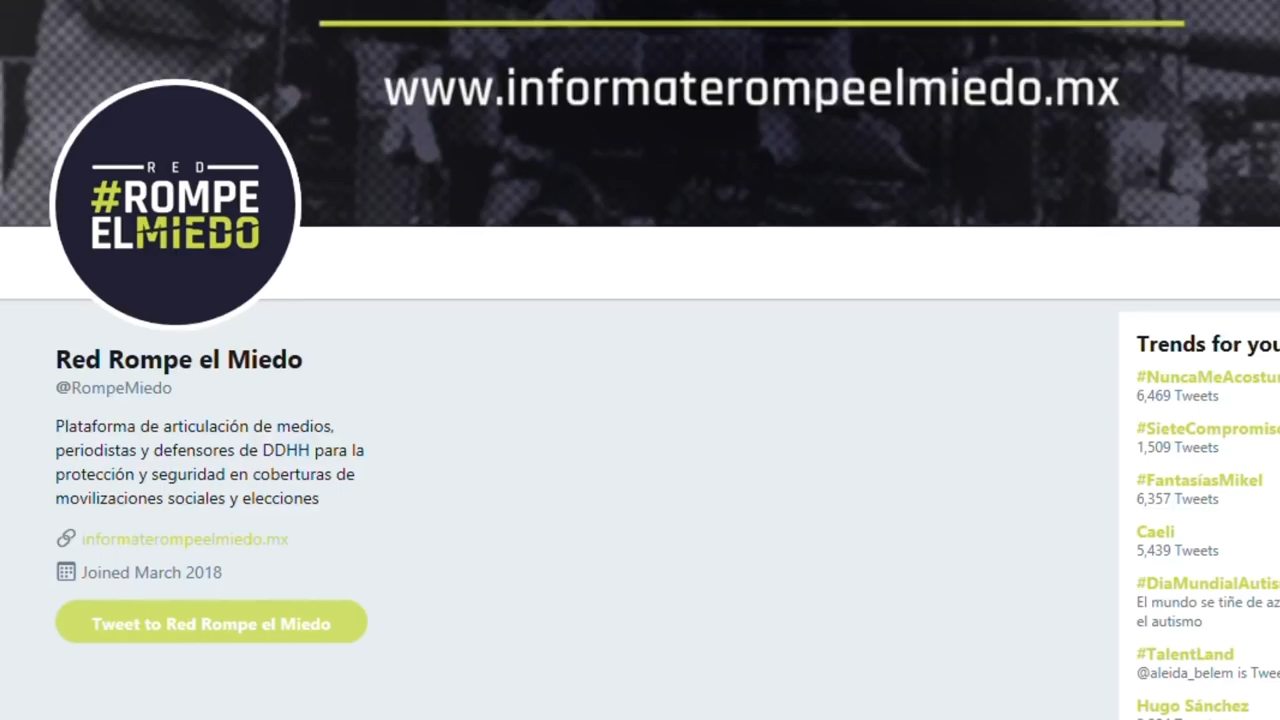 www.informaterompeelmiedo.mx
RED
#ROMPE
ELMIEDO
Red Rompe el Miedo
@RompeMiedo
Plataforma de articulación de medios,
periodistas y defensores de DDHH para la
protección y seguridad en coberturas de
movilizaciones sociales y elecciones
informaterompeelmiedo.mx
Joined March 2018
Tweet to Red Rompe el Miedo
Trends for you
6,469 Tweets
1,509 Tweets
#FantasíasMikel
6,357 Tweets
Caeli
5,439 Tweets
El mundo se tiñe de
el autismo
#TalentLand
@aleida_belem is
Hugo Sánchez